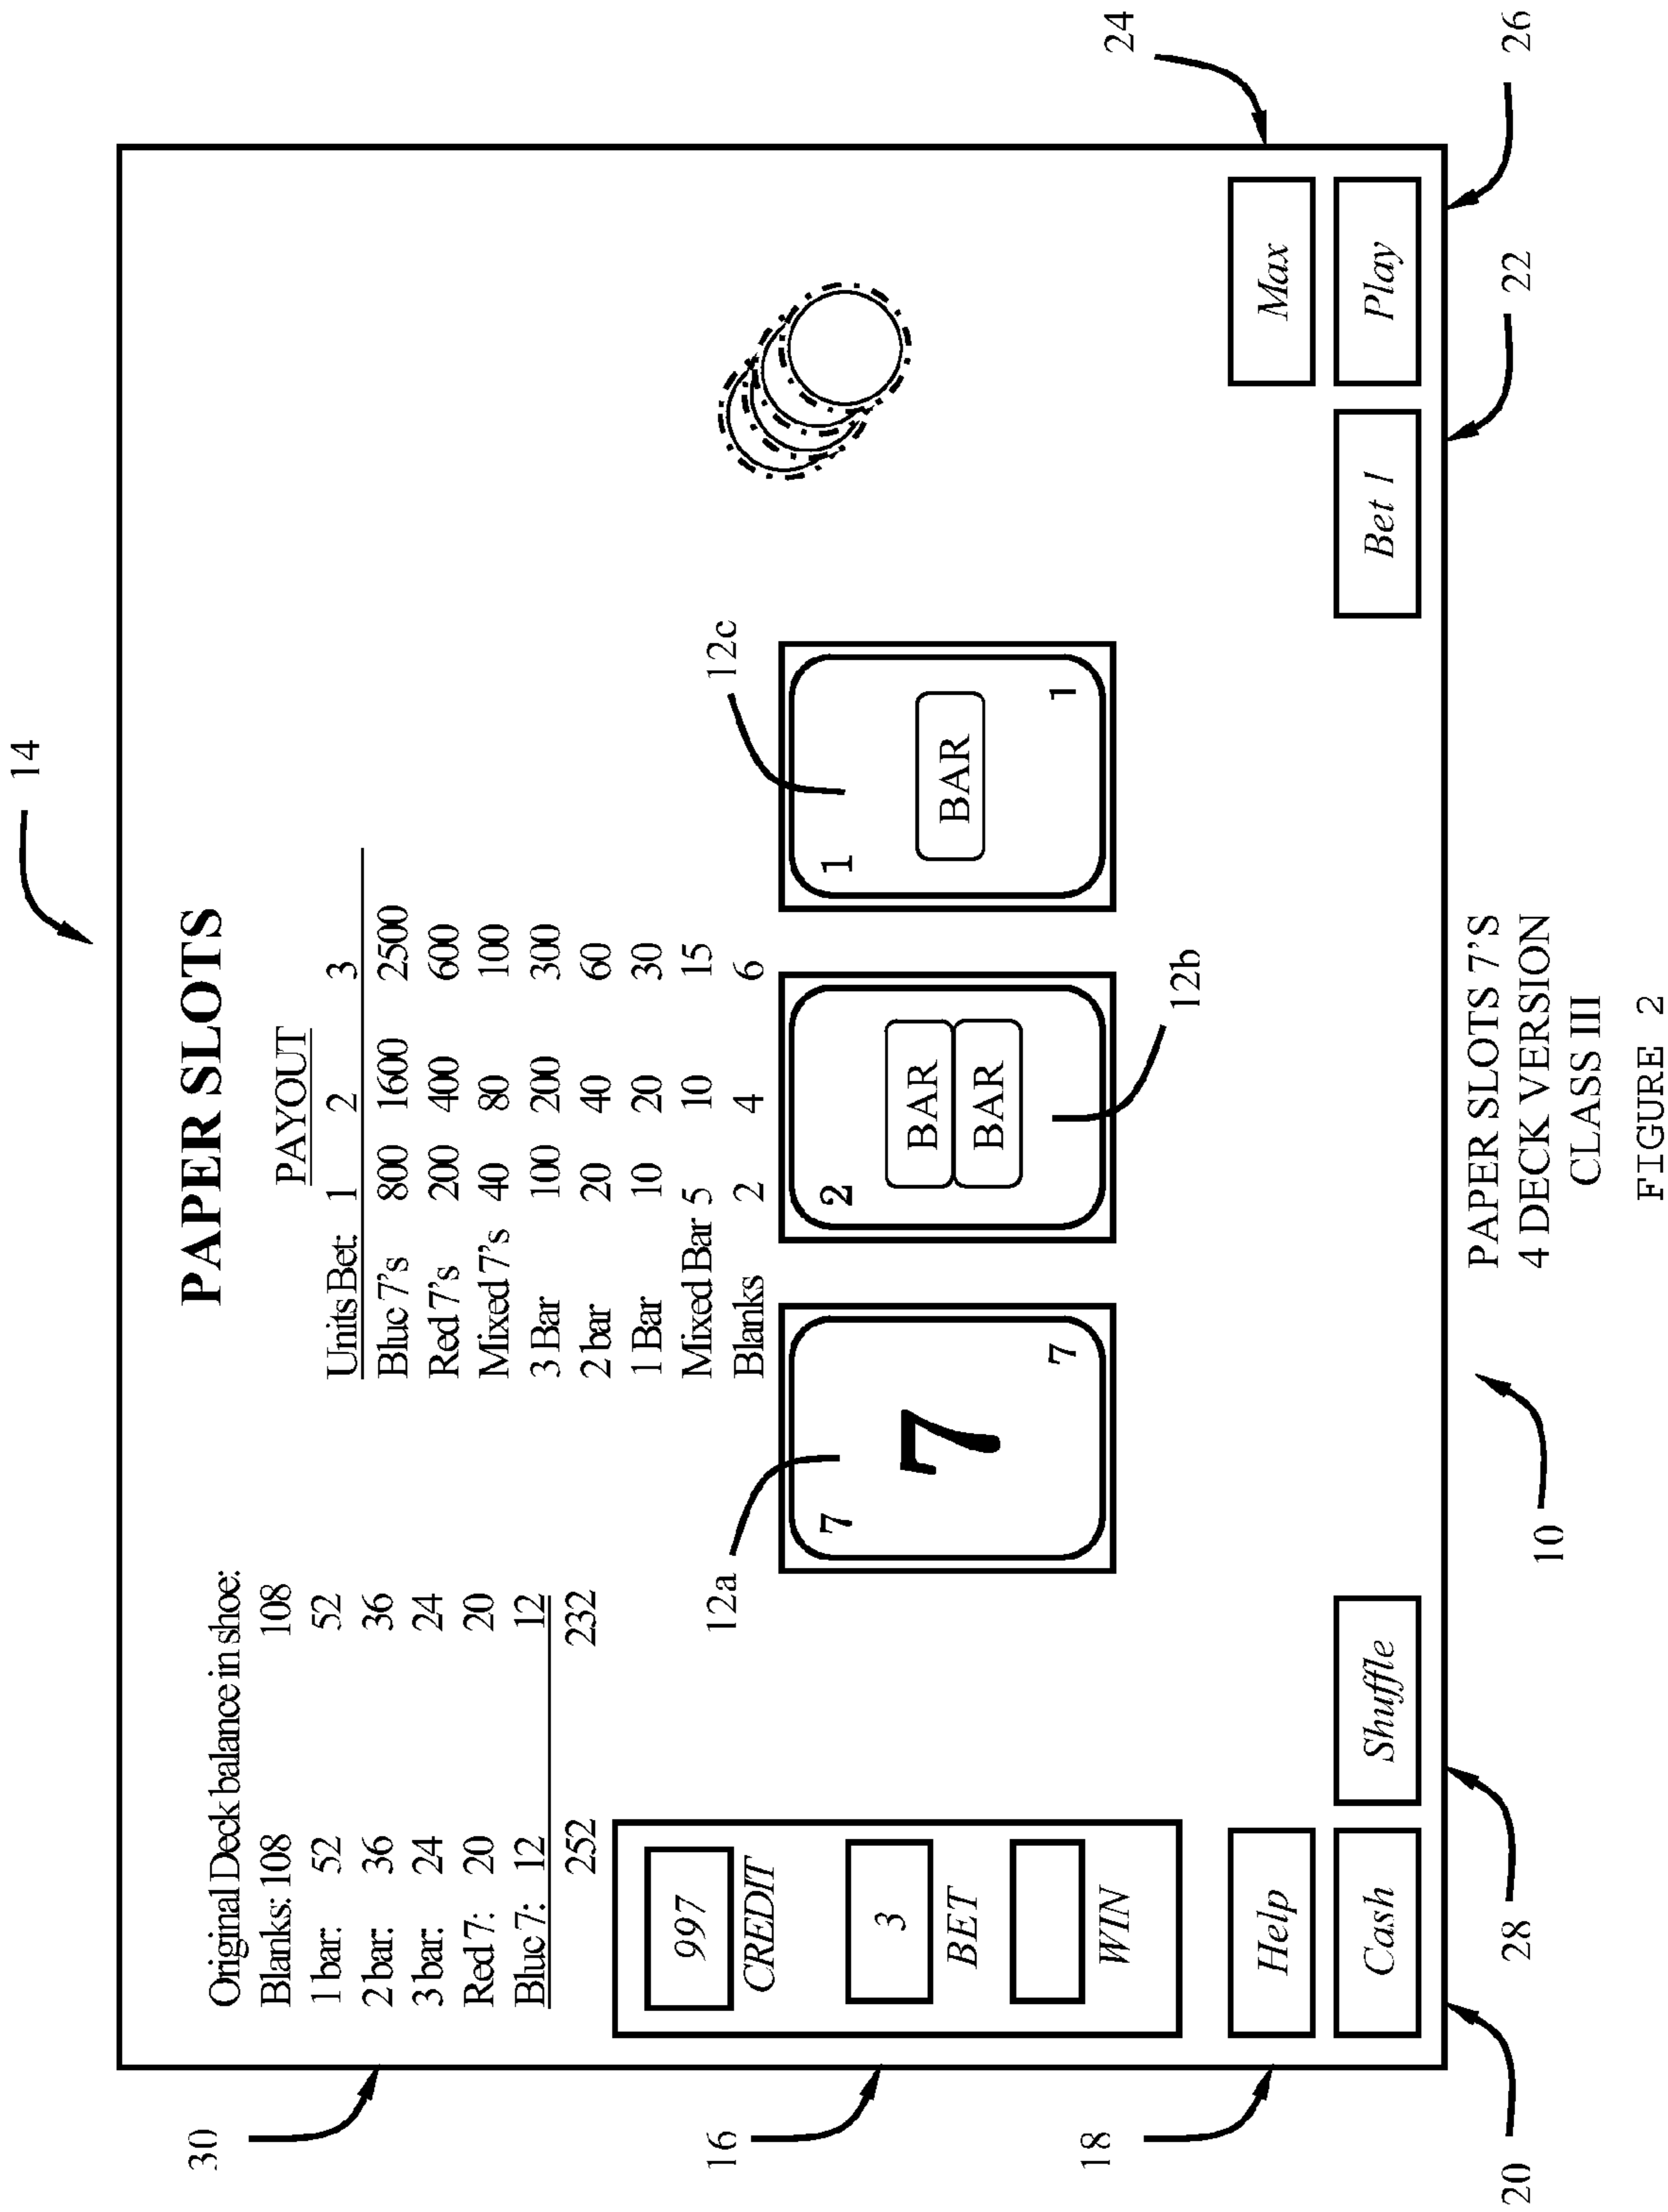 14
PAPER SLOTS
Original Deck balance in shoe:
Blanks: 108 108
1 bar: 52 52
2 bar: 36 36
3 bar: 24 24
Red 7: 20 20
Bluc 7: 12 12
252 232
PAYOUT
Units Bet: 1 2 3
Bluc 7's 800 1600 2500
Red 7's 200 400 600
Mixed 7's 40 80 100
3 Bar 100 200 300
2 bar 20 40 60
1 Bar 10 20 30
Mixed Bar 5 10 15
Blanks 2 4 6
30
16
18
997
CREDIT
3
BET
WIN
12a
12c
7
7
7
2
BAR
BAR
12b
1
BAR
1
Help
Cash
Shuffle
Bet 1
Max
Play
24
20
28
10
22
26
PAPER SLOTS 7'S
4 DECK VERSION
CLASS III
FIGURE 2